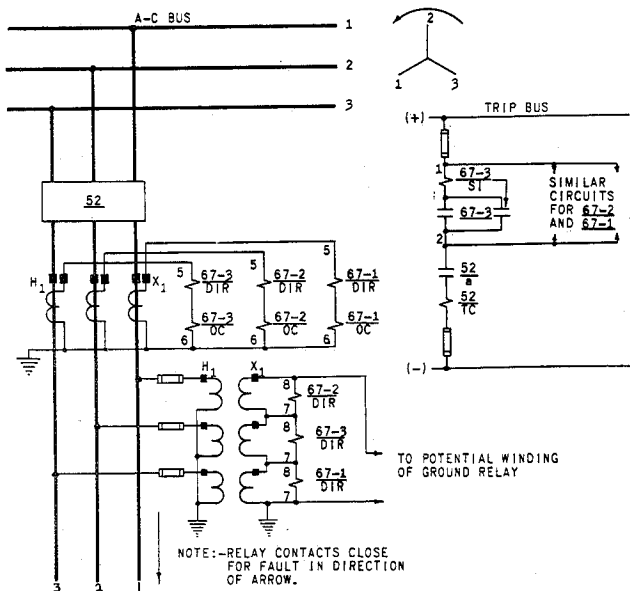 A-C BUS
1
2
3
2
1 3
TRIP BUS
(+)
1
67-3
SI
67-3
2
SIMILAR
CIRCUITS
FOR 67-2
AND 67-1
52
a
52
TC
(-)
52
H1
X1
5 67-3
DIR
5 67-2
DIR
5 67-1
DIR
67-3
OC
67-2
OC
67-1
OC
6
6
6
H1 X1
8 67-2
DIR
7
8 67-3
DIR
7
8 67-1
DIR
7
TO POTENTIAL WINDING
OF GROUND RELAY
NOTE:-RELAY CONTACTS CLOSE
FOR FAULT IN DIRECTION
OF ARROW.
3 2 1